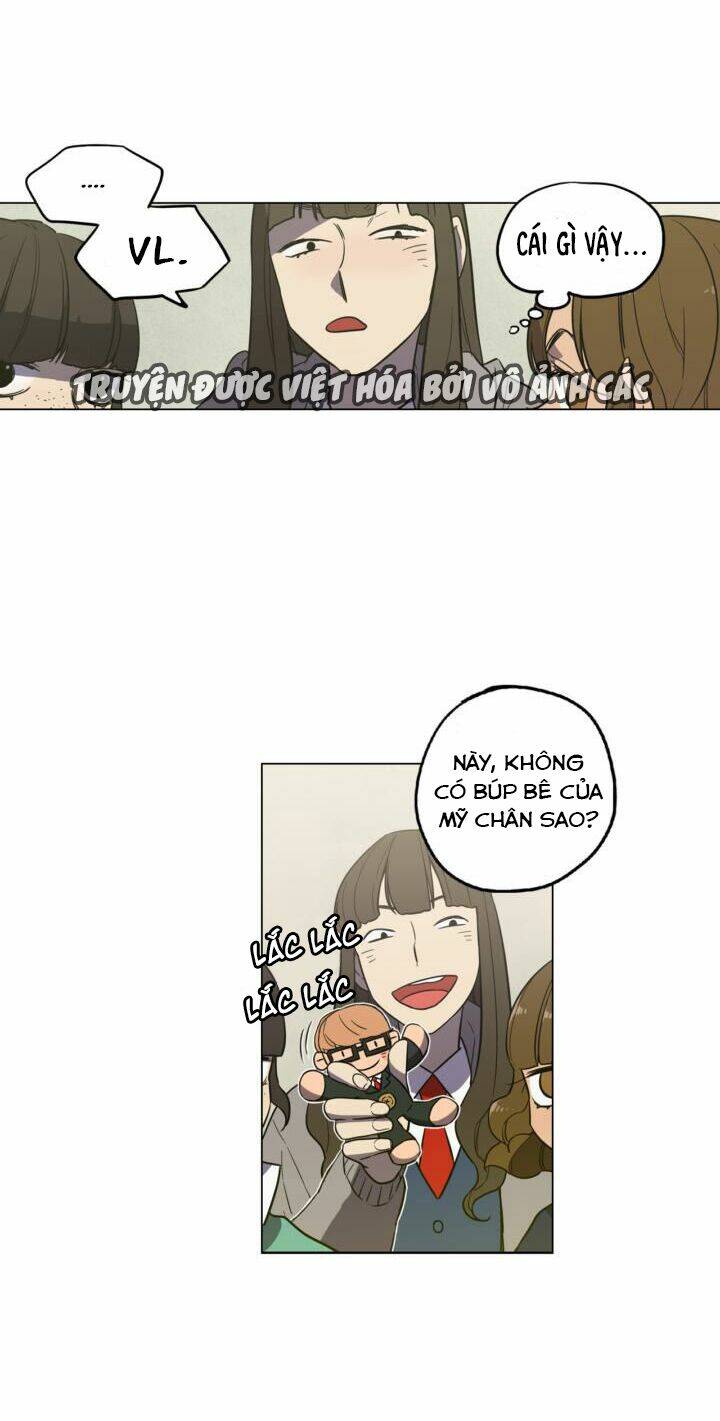 ....
VL.
CÁI GÌ VẬY...
TRUYỆN ĐƯỢC VIỆT HÓA BỞI VÔ ẢNH CÁC
NÀY, KHÔNG
CÓ BÚP BÊ CỦA
MỸ CHÂN SAO?
LẮC LẮC
LẮC LẮC